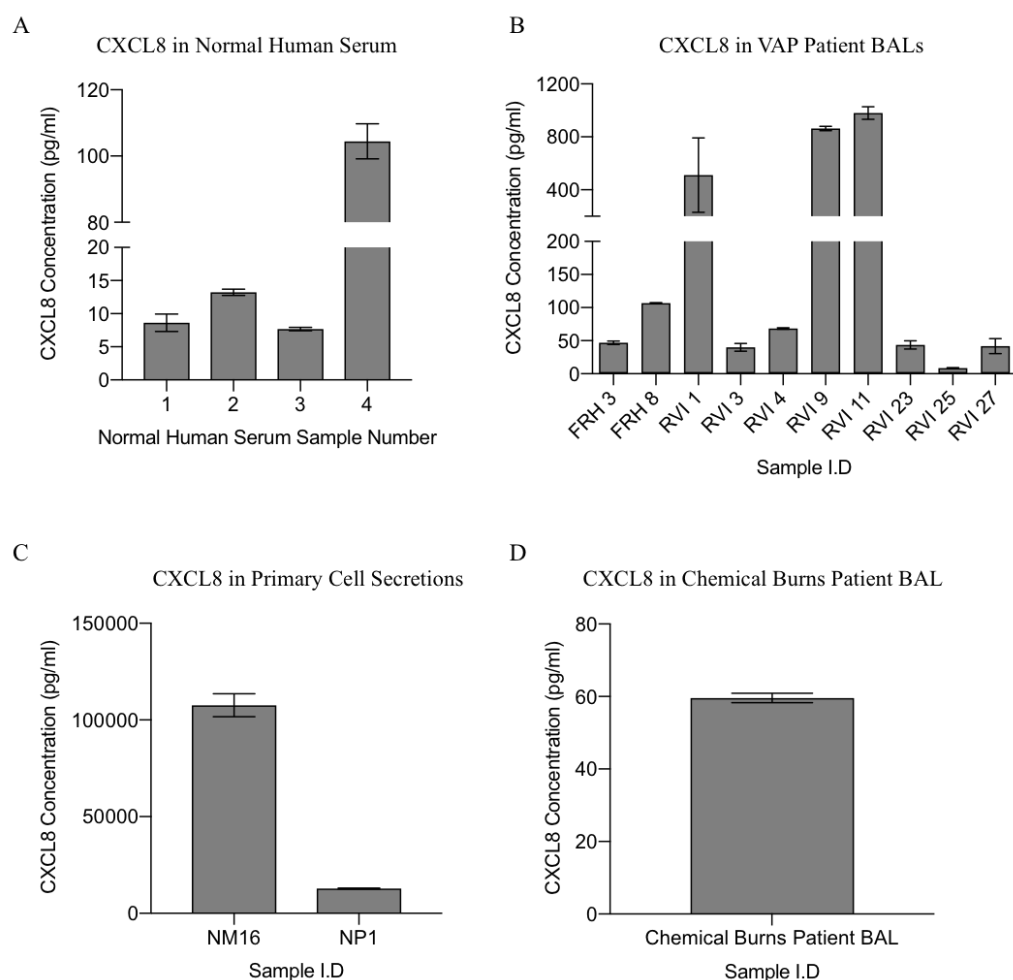 A
CXCL8 in Normal Human Serum
CXCL8 Concentration (pg/ml)
120
100
80
20
15
10
5
0
1 2 3 4
Normal Human Serum Sample Number
B
CXCL8 in VAP Patient BALs
CXCL8 Concentration (pg/ml)
1200
800
400
200
150
100
50
0
FRH 3 FRH 8 RVI 1 RVI 3 RVI 4 RVI 9 RVI 11 RVI 23 RVI 25 RVI 27
Sample I.D
C
CXCL8 in Primary Cell Secretions
CXCL8 Concentration (pg/ml)
150000
100000
50000
0
NM16 NP1
Sample I.D
D
CXCL8 in Chemical Burns Patient BAL
CXCL8 Concentration (pg/ml)
80
60
40
20
0
Chemical Burns Patient BAL
Sample I.D